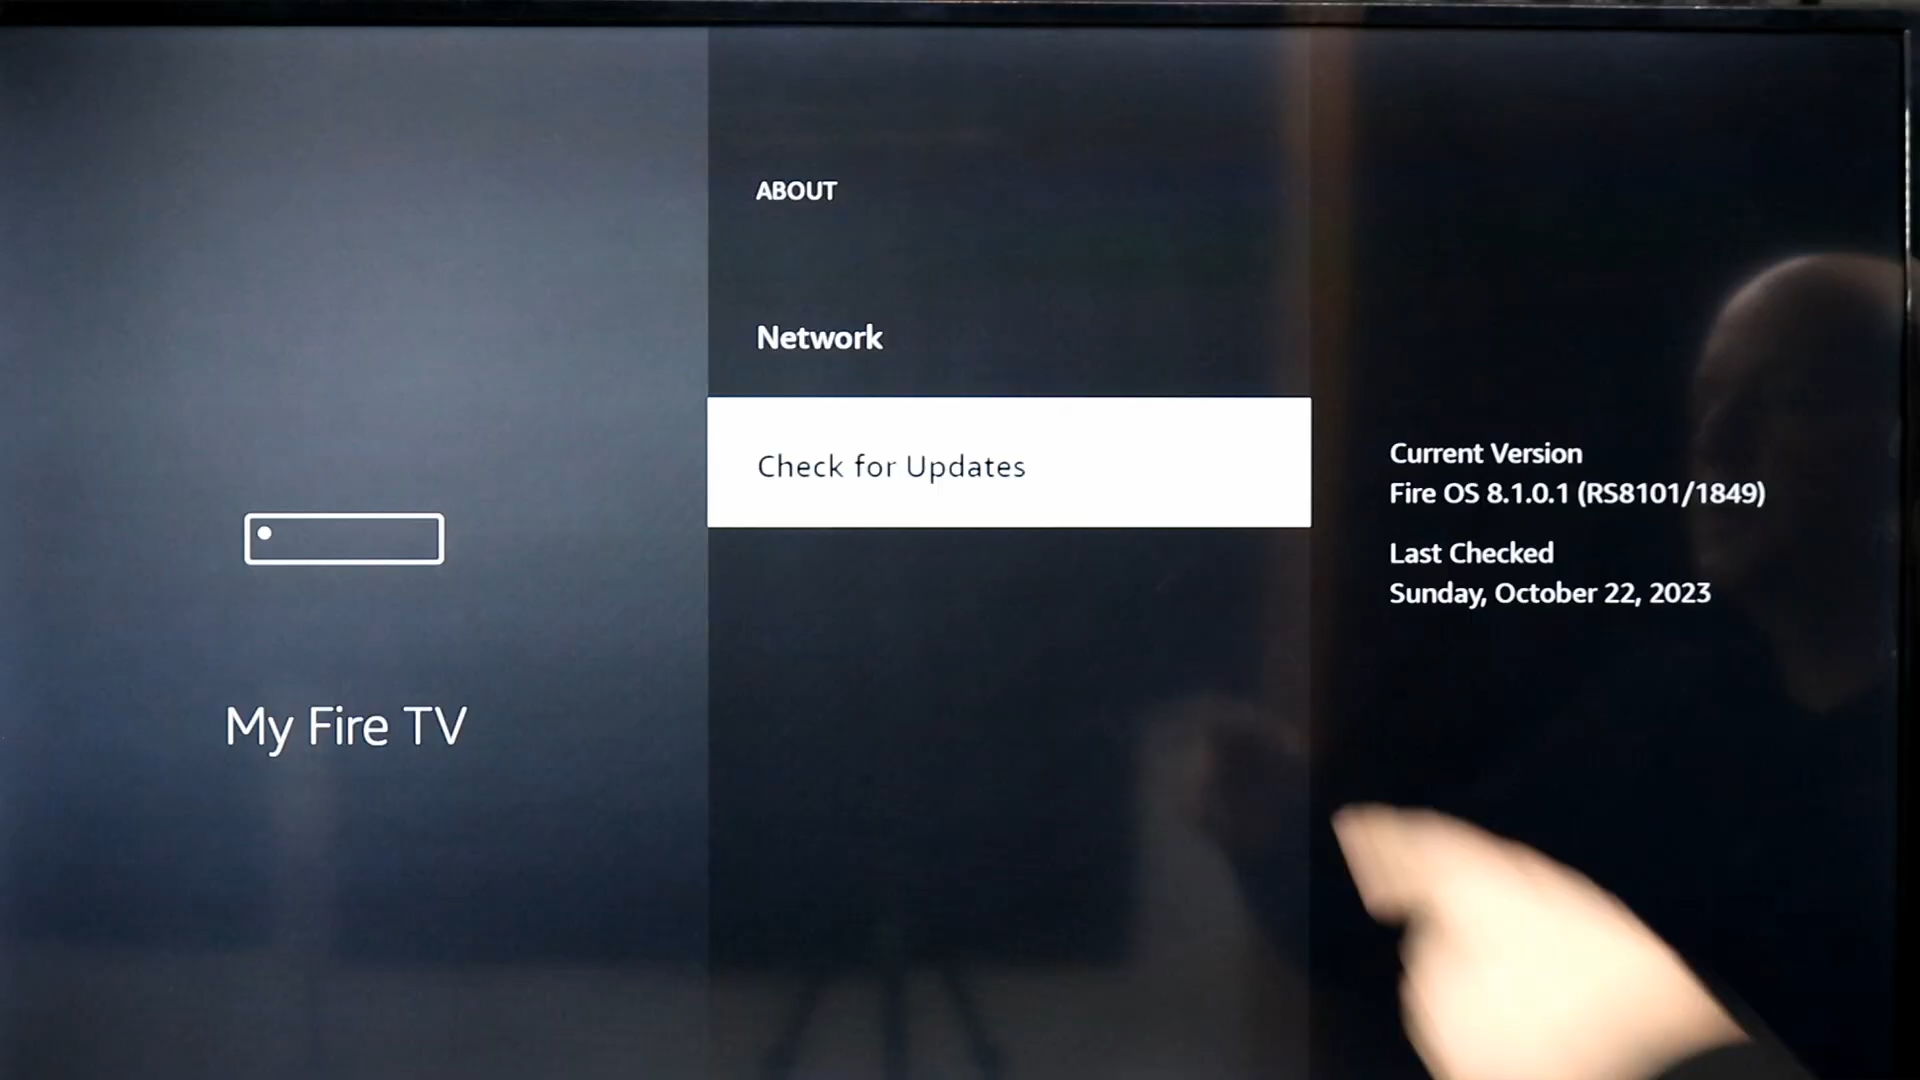 ABOUT
Network
Check for Updates
My Fire TV
Current Version
Fire OS 8.1.0.1 (RS8101/1849)
Last Checked
Sunday, October 22, 2023